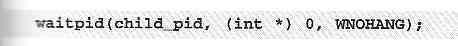 waitpid(child_pid, (int *) 0, WNOHANG);